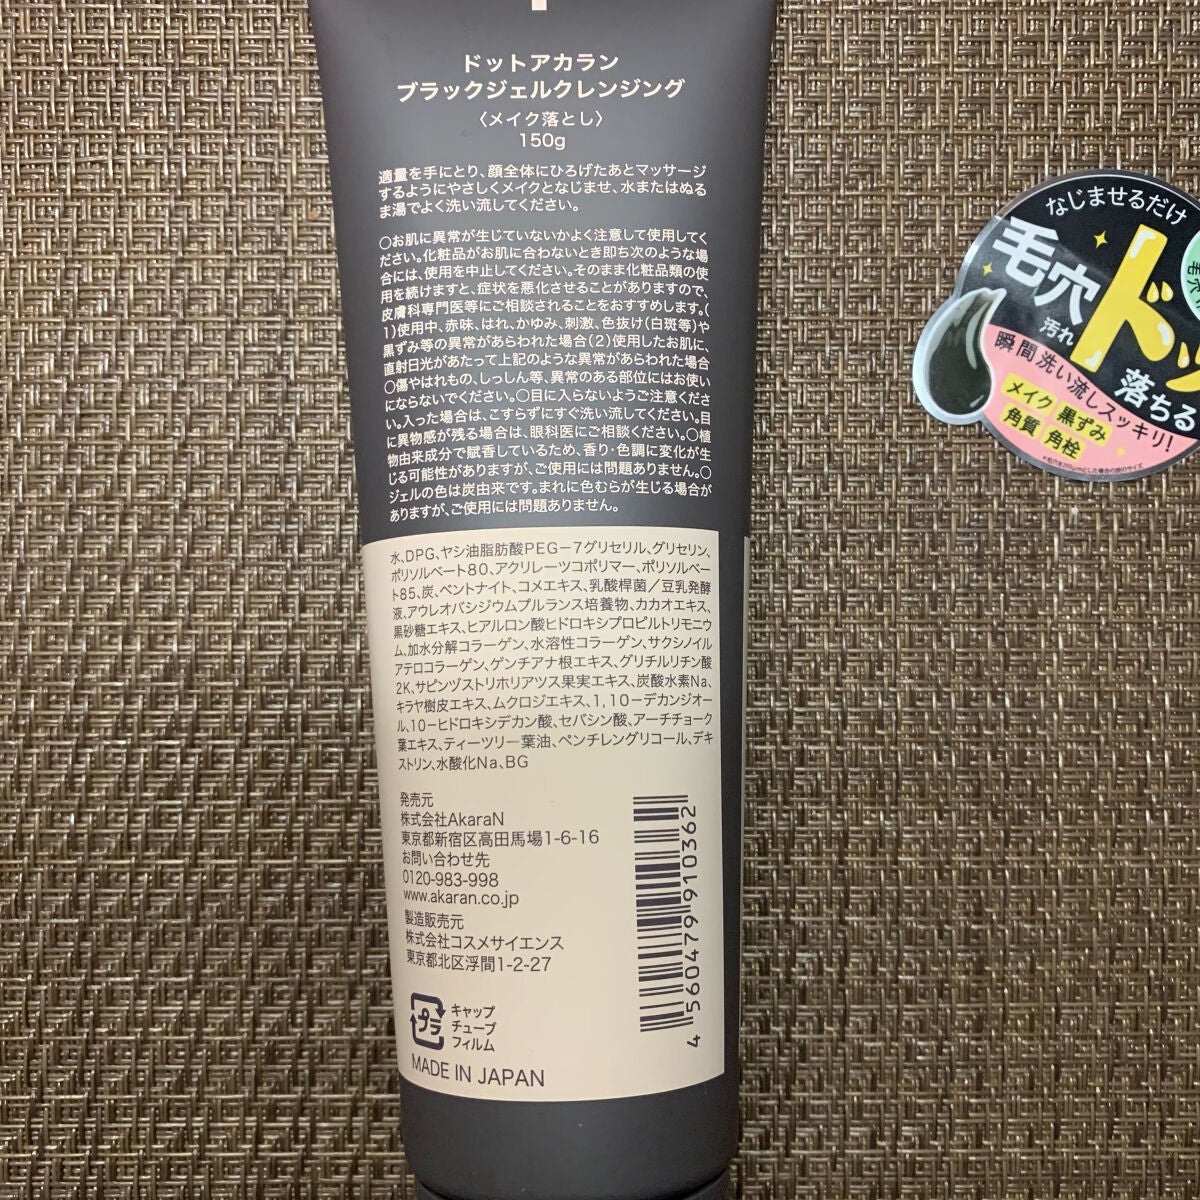 ドットアカラン
ブラックジェルクレンジング
〈メイク落とし〉
150g
適量を手にとり、顔全体にひろげたあとマッサージ
するようにやさしくメイクとなじませ、水またはぬる
ま湯でよく洗い流してください。
○お肌に異常が生じていないかよく注意して使用してく
ださい。化粧品がお肌に合わないとき即ち次のような場
合には、使用を中止してください。そのまま化粧品類の使
用を続けますと、症状を悪化させることがありますので、
皮膚科専門医等にご相談されることをおすすめします。(
1)使用中、赤味、はれ、かゆみ、刺激、色抜け(白斑等)や
黒ずみ等の異常があらわれた場合(2)使用したお肌に、
直射日光があたって上記のような異常があらわれた場合
○傷やはれもの、しっしん等、異常のある部位にはお使い
にならないでください。○目に入らないようご注意くださ
い。入った場合は、こすらずにすぐ洗い流してください。目
に異物感が残る場合は、眼科医にご相談ください。○植
物由来成分で賦香しているため、香り・色調に変化が生
じる可能性がありますが、ご使用には問題ありません。○
ジェルの色は炭由来です。まれに色むらが生じる場合が
ありますが、ご使用には問題ありません。
水、DPG、ヤシ油脂肪酸PEG-7グリセリル、グリセリン、
ポリソルベート80、アクリレーツコポリマー、ポリソルベー
ト85、炭、ベントナイト、コメエキス、乳酸桿菌/豆乳発酵
液、アウレオバシジウムプルランス培養物、カカオエキス、
黒砂糖エキス、ヒアルロン酸ヒドロキシプロピルトリモニウ
ム、加水分解コラーゲン、水溶性コラーゲン、サクシノイル
アテロコラーゲン、ゲンチアナ根エキス、グリチルリチン酸
2K、サピンヅストリホリアツス果実エキス、炭酸水素Na、
キラヤ樹皮エキス、ムクロジエキス、1,10-デカンジオー
ル、10-ヒドロキシデカン酸、セバシン酸、アーチチョーク
葉エキス、ティーツリー葉油、ペンチレングリコール、デキ
ストリン、水酸化Na、BG
発売元
株式会社AkaraN
東京都新宿区高田馬場1-6-16
お問い合わせ先
0120-983-998
www.akaran.co.jp
製造販売元
株式会社コスメサイエンス
東京都北区浮間1-2-27
プラ
キャップ
チューブ
フィルム
MADE IN JAPAN
4 560479 910362
なじませるだけ
毛穴
汚れ
ドッ
落ちる
瞬間洗い流しスッキリ!
メイク 黒ずみ
角質 角栓
毛穴